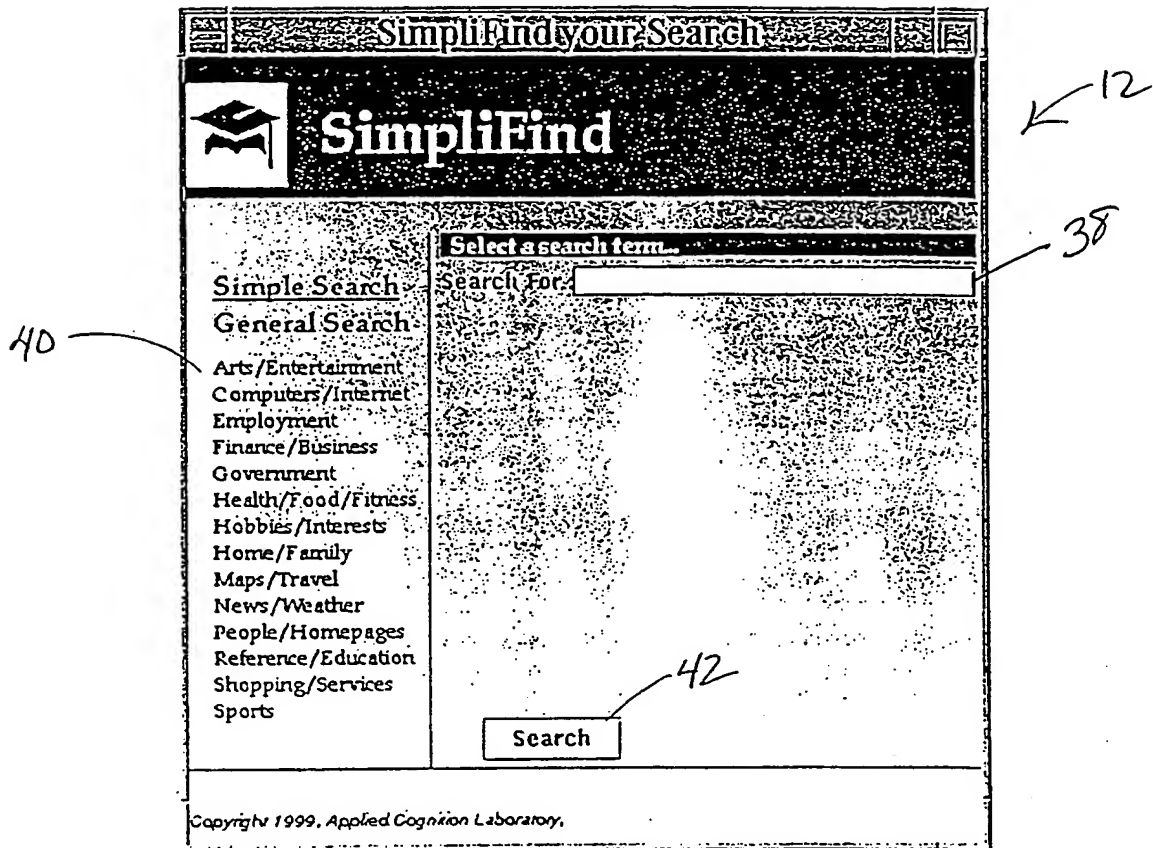 SimpliFind your Search
12
SimpliFind
38
Select a search term...
Search For:
Simple Search
General Search
40
Arts/Entertainment
Computers/Internet
Employment
Finance/Business
Government
Health/Food/Fitness
Hobbies/Interests
Home/Family
Maps/Travel
News/Weather
People/Homepages
Reference/Education
Shopping/Services
Sports
42
Search
Copyright 1999, Applied Cognition Laboratory,